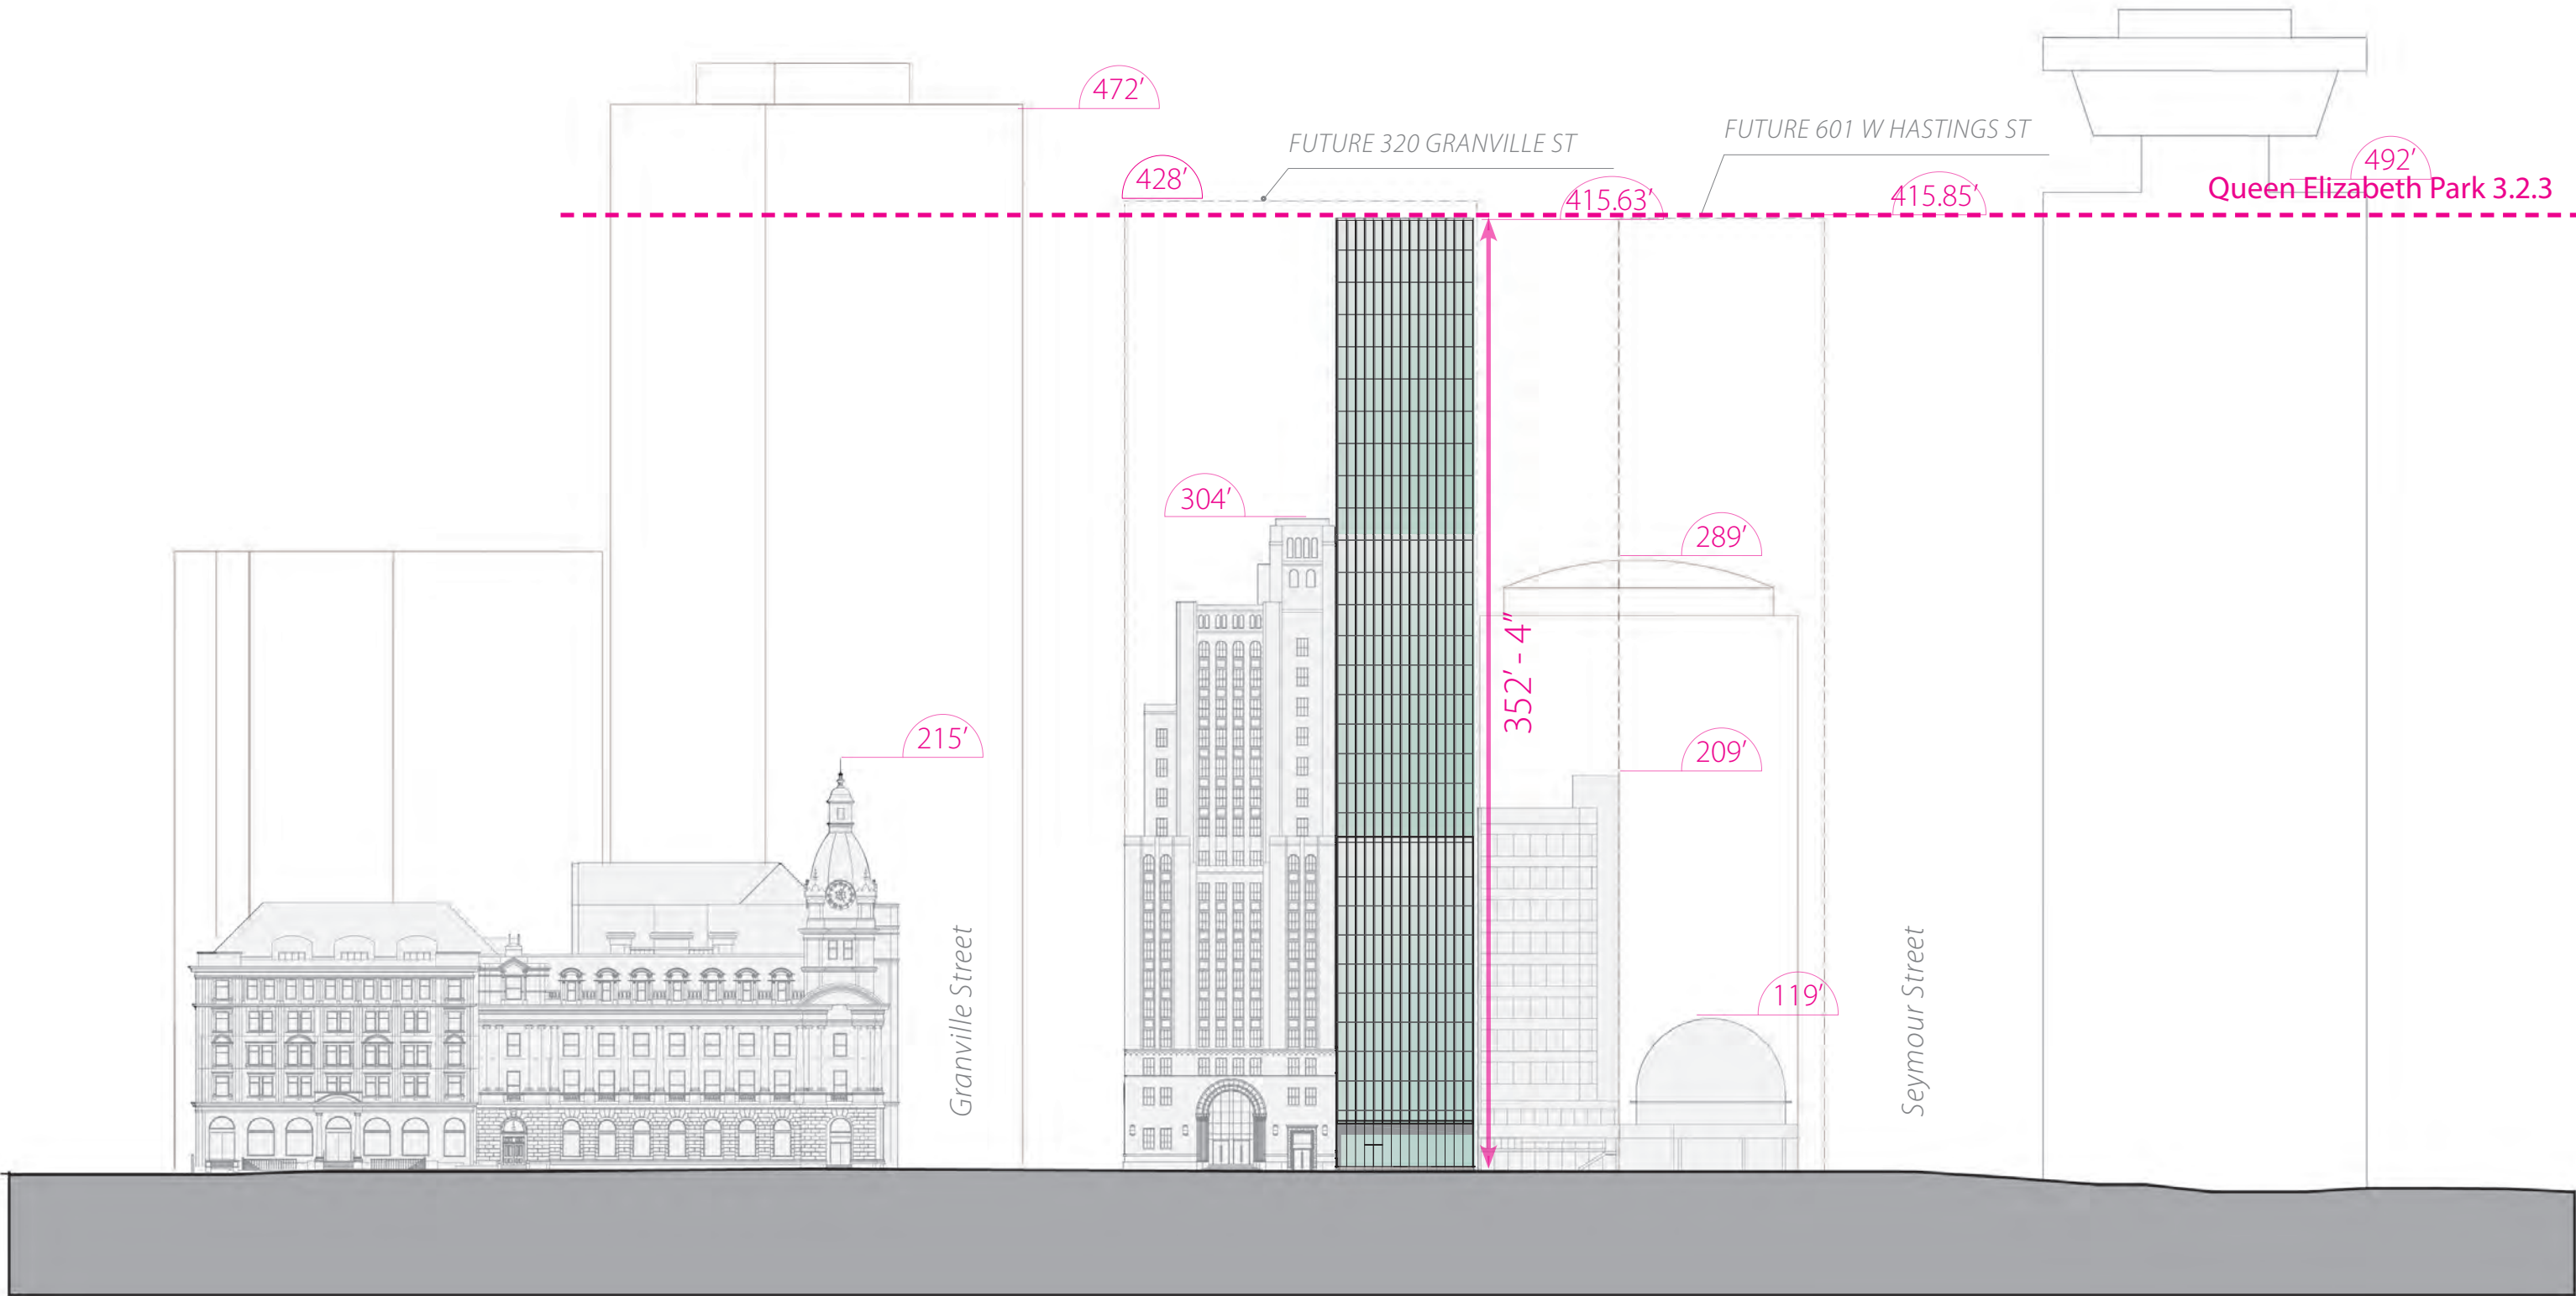 472'
FUTURE 320 GRANVILLE ST
FUTURE 601 W HASTINGS ST
428'
415.63'
415.85'
492'
Queen Elizabeth Park 3.2.3
304'
289'
352' - 4"
215'
209'
119'
Granville Street
Seymour Street